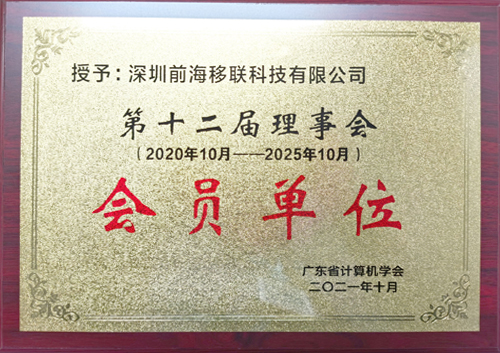 授予：深圳前海移联科技有限公司
第十二届理事会
（2020年10月——2025年10月）
会员单位
广东省计算机学会
二〇二一年十月